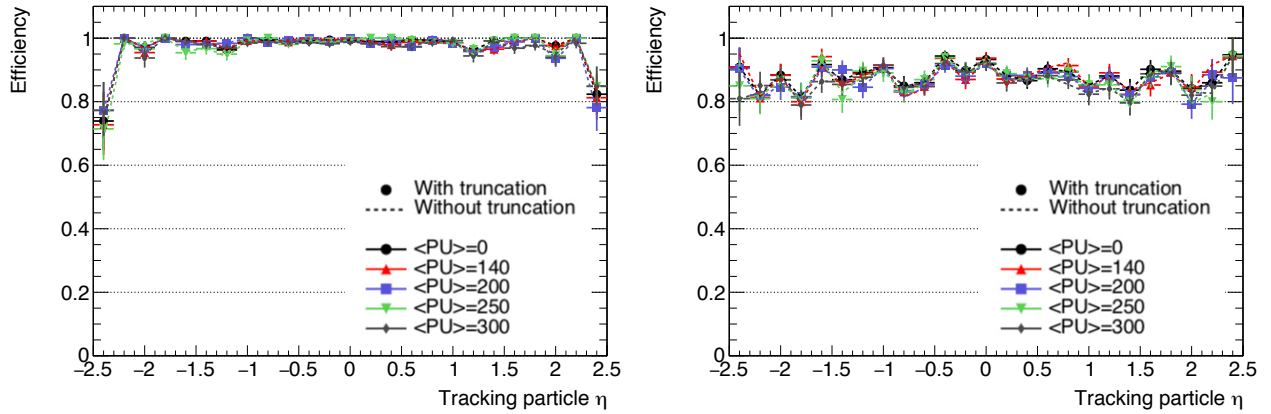 Efficiency
1
0.8
0.6
0.4
0.2
0
With truncation
Without truncation
<PU>=0
<PU>=140
<PU>=200
<PU>=250
<PU>=300
−2.5 −2 −1.5 −1 −0.5 0 0.5 1 1.5 2 2.5
Tracking particle η
Efficiency
1
0.8
0.6
0.4
0.2
0
With truncation
Without truncation
<PU>=0
<PU>=140
<PU>=200
<PU>=250
<PU>=300
−2.5 −2 −1.5 −1 −0.5 0 0.5 1 1.5 2 2.5
Tracking particle η